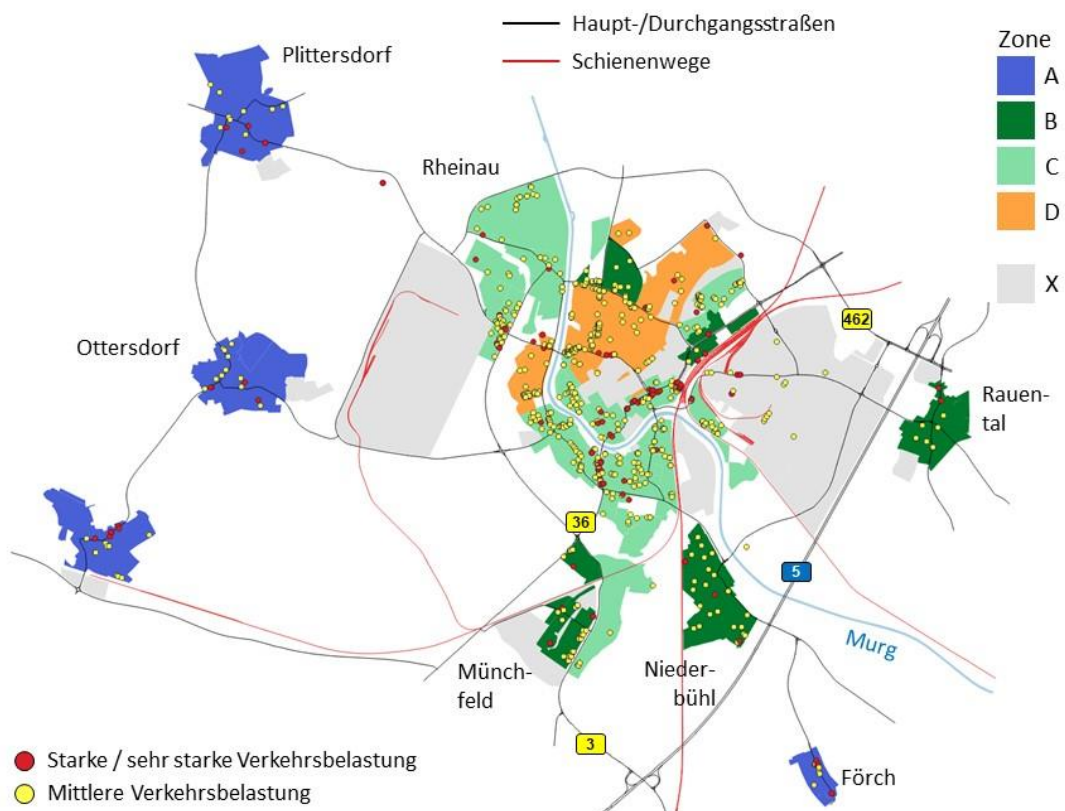 Haupt-/Durchgangsstraßen
Schienenwege
Plittersdorf
Zone
A
B
C
D
X
Rheinau
462
Ottersdorf
Rauen-
tal
36
5
Murg
Münch-
feld
Nieder-
bühl
3
Förch
Starke / sehr starke Verkehrsbelastung
Mittlere Verkehrsbelastung